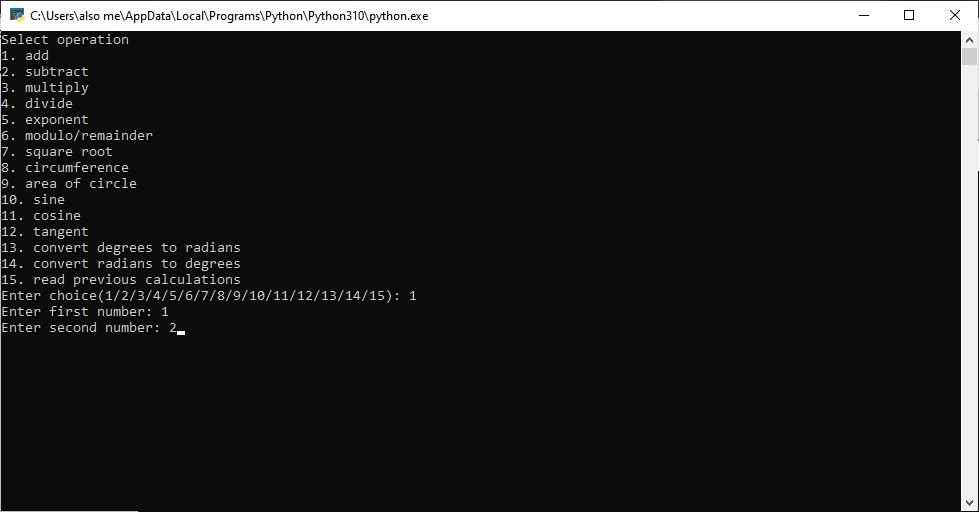 C:\Users\also me\AppData\Local\Programs\Python\Python310\python.exe
Select operation
1. add
2. subtract
3. multiply
4. divide
5. exponent
6. modulo/remainder
7. square root
8. circumference
9. area of circle
10. sine
11. cosine
12. tangent
13. convert degrees to radians
14. convert radians to degrees
15. read previous calculations
Enter choice(1/2/3/4/5/6/7/8/9/10/11/12/13/14/15): 1
Enter first number: 1
Enter second number: 2